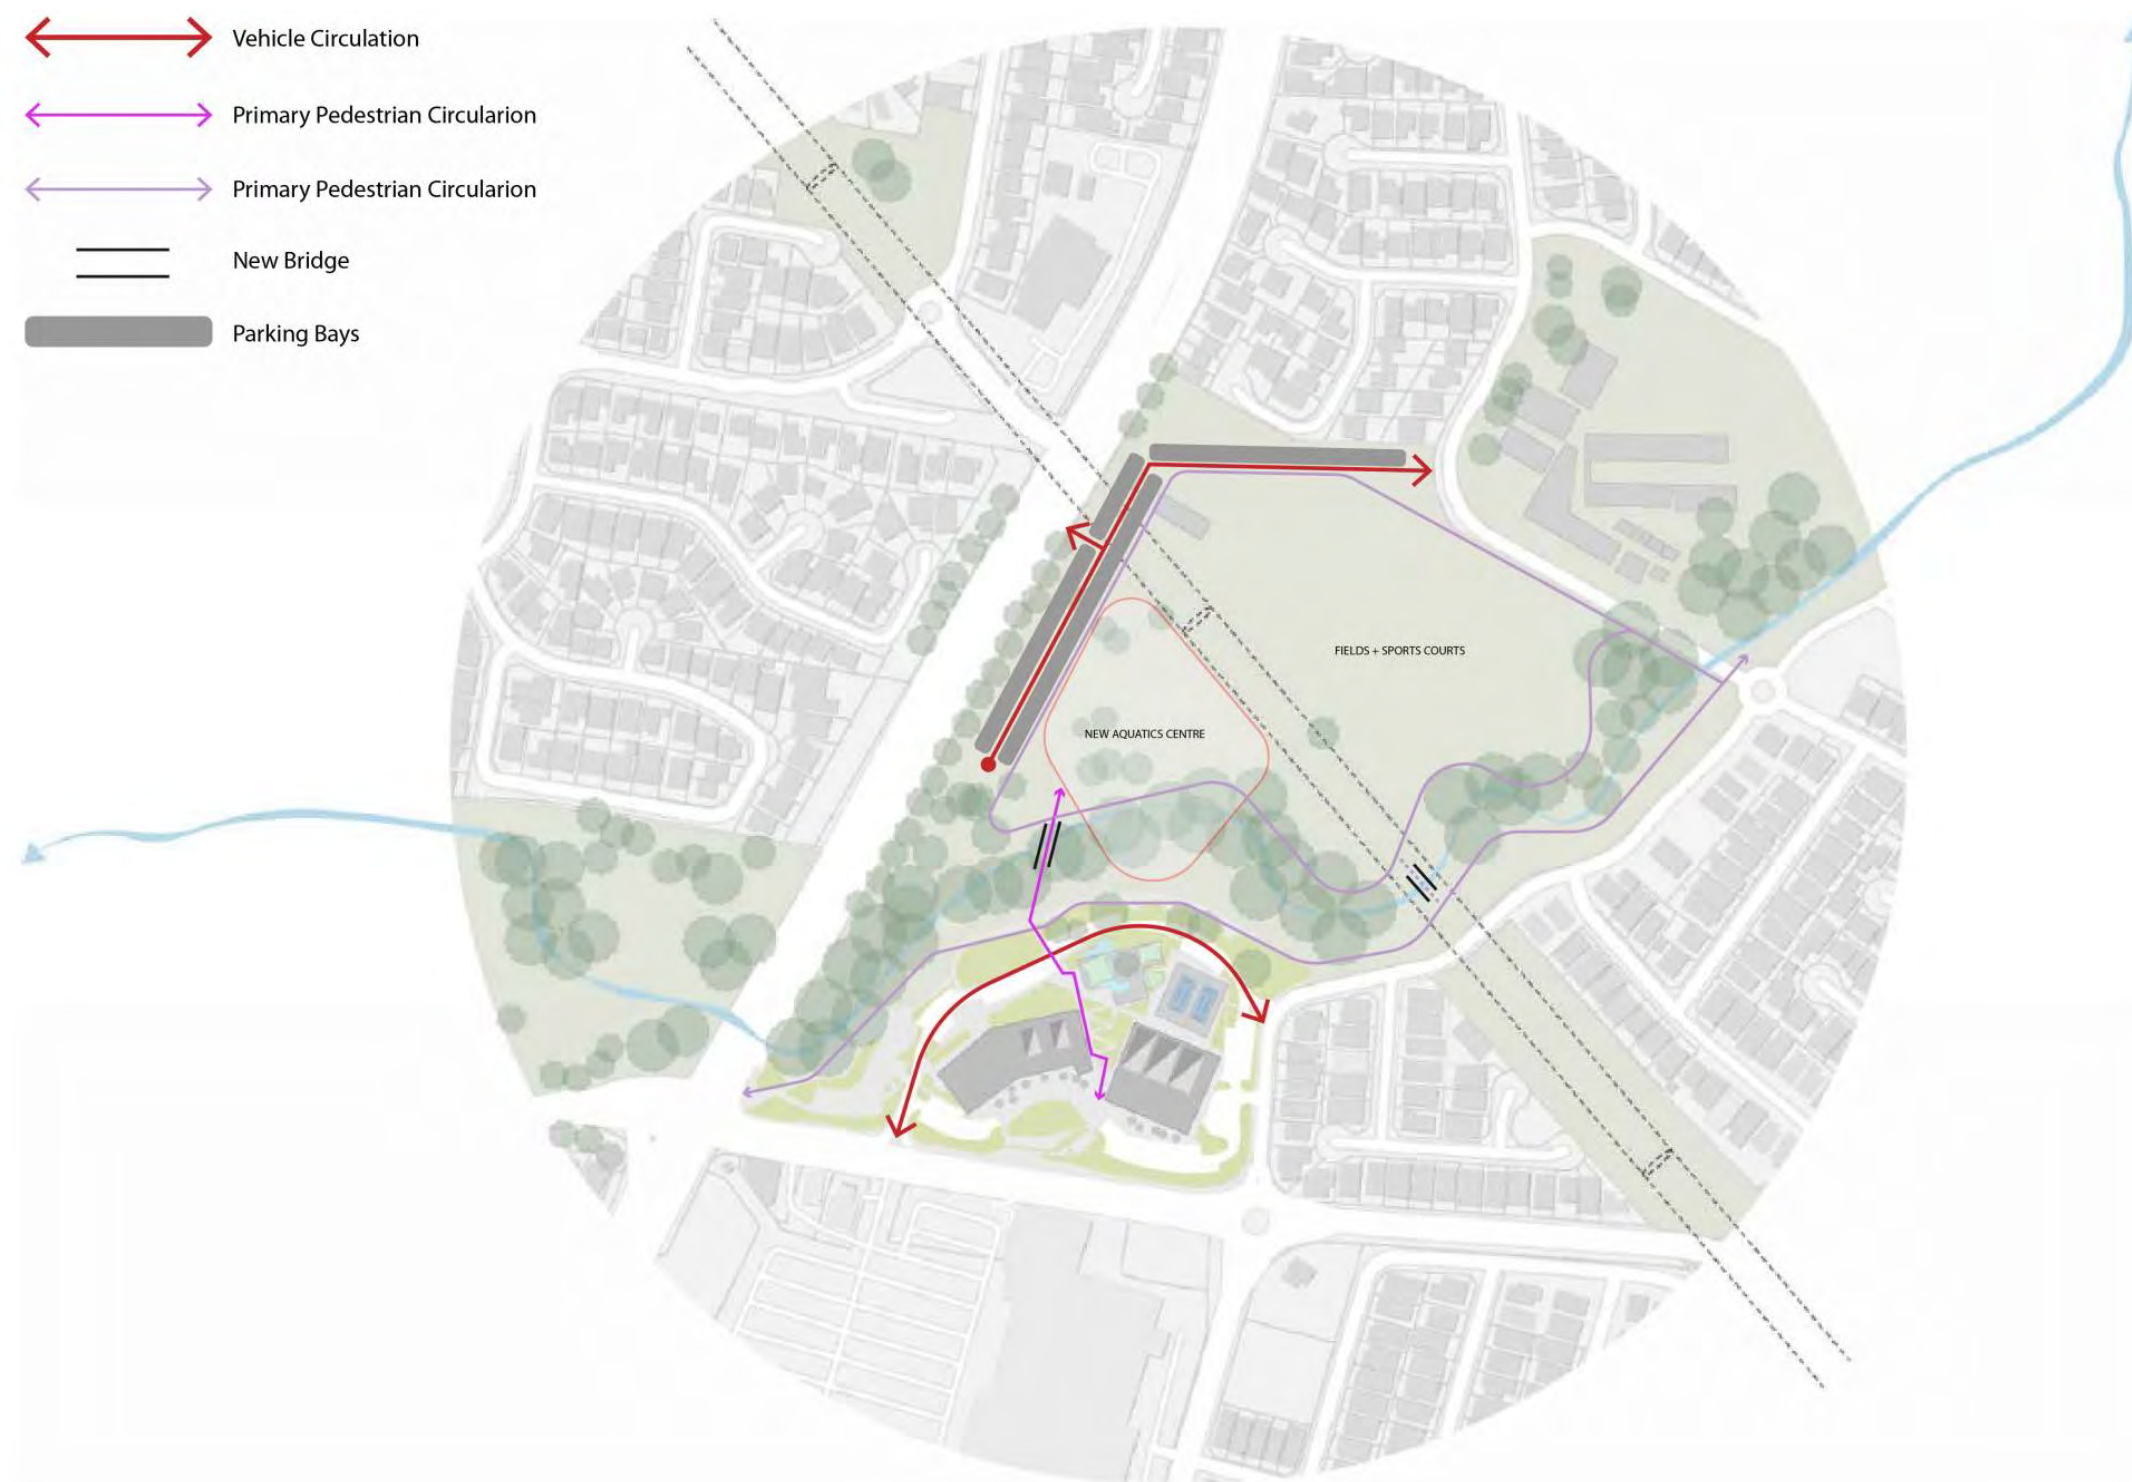 Vehicle Circulation
Primary Pedestrian Circularion
Primary Pedestrian Circularion
New Bridge
Parking Bays
FIELDS + SPORTS COURTS
NEW AQUATICS CENTRE